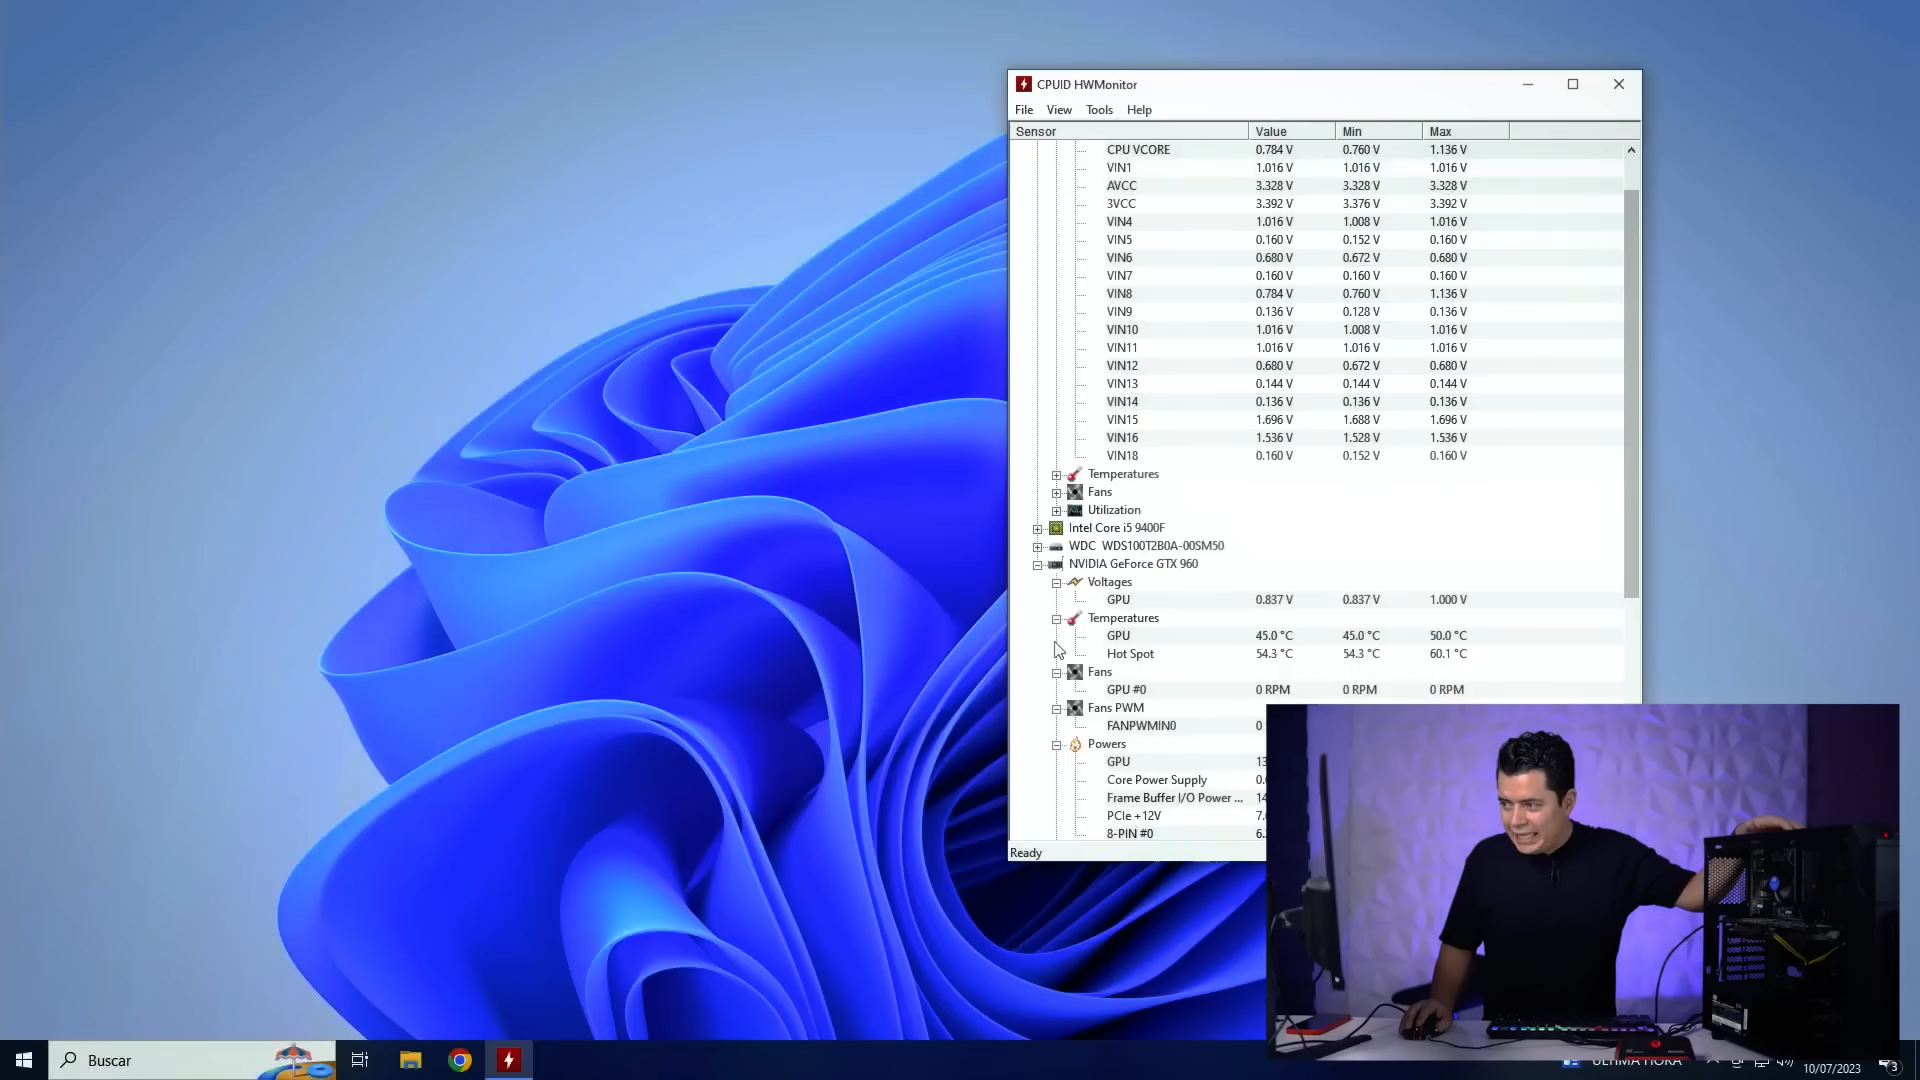 CPUID HWMonitor
File View Tools Help
Sensor Value Min Max
CPU VCORE 0.784 V 0.760 V 1.136 V
VIN1 1.016 V 1.016 V 1.016 V
AVCC 3.328 V 3.328 V 3.328 V
3VCC 3.392 V 3.376 V 3.392 V
VIN4 1.016 V 1.008 V 1.016 V
VIN5 0.160 V 0.152 V 0.160 V
VIN6 0.680 V 0.672 V 0.680 V
VIN7 0.160 V 0.160 V 0.160 V
VIN8 0.784 V 0.760 V 1.136 V
VIN9 0.136 V 0.128 V 0.136 V
VIN10 1.016 V 1.008 V 1.016 V
VIN11 1.016 V 1.016 V 1.016 V
VIN12 0.680 V 0.672 V 0.680 V
VIN13 0.144 V 0.144 V 0.144 V
VIN14 0.136 V 0.136 V 0.136 V
VIN15 1.696 V 1.688 V 1.696 V
VIN16 1.536 V 1.528 V 1.536 V
VIN18 0.160 V 0.152 V 0.160 V
Temperatures
Fans
Utilization
Intel Core i5 9400F
WDC WDS100T2B0A-00SM50
NVIDIA GeForce GTX 960
Voltages
GPU 0.837 V 0.837 V 1.000 V
Temperatures
GPU 45.0 °C 45.0 °C 50.0 °C
Hot Spot 54.3 °C 54.3 °C 60.1 °C
Fans
GPU #0 0 RPM 0 RPM 0 RPM
Fans PWM
FANPWMIN0 0
Powers
GPU 13
Core Power Supply 0.
Frame Buffer I/O Power ... 14
PCIe +12V 7.
8-PIN #0 6.
Ready
Buscar
10/07/2023
3